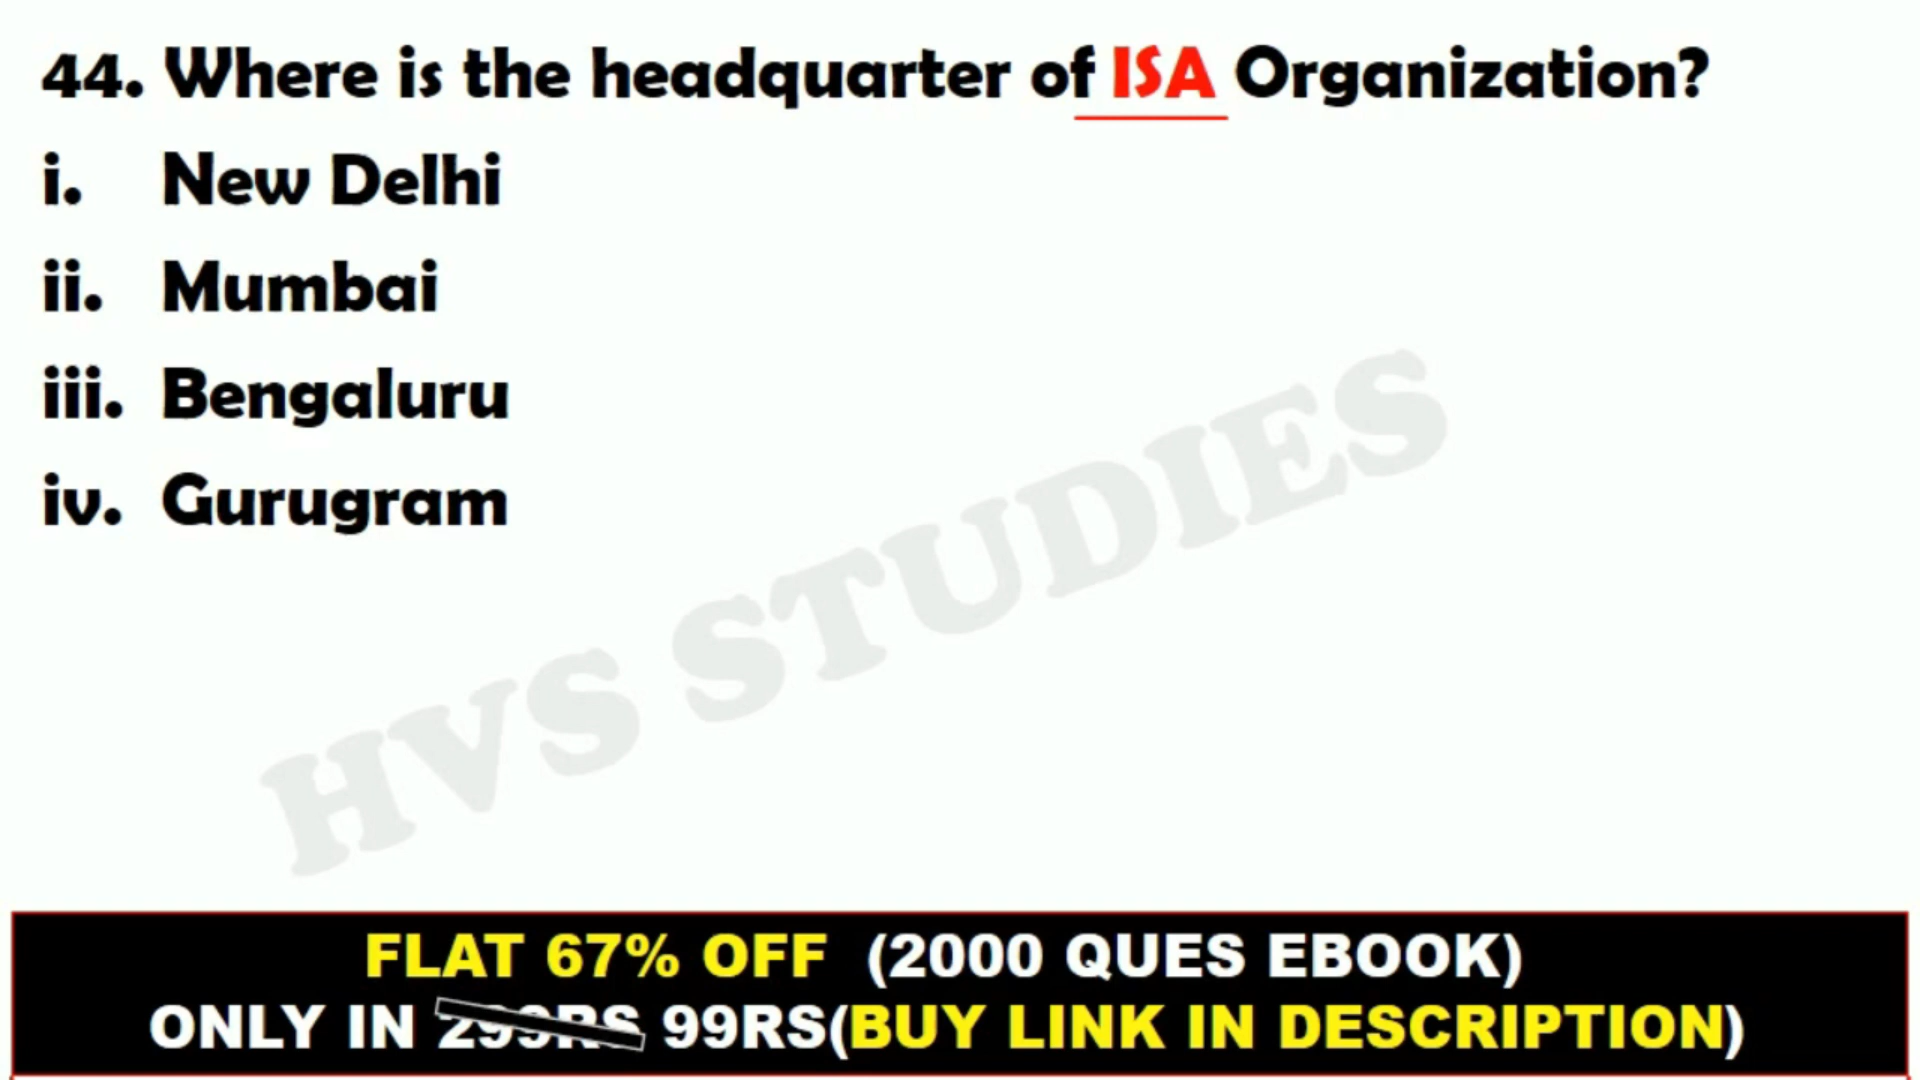 44. Where is the headquarter of ISA Organization?
i. New Delhi
ii. Mumbai
iii. Bengaluru
iv. Gurugram
HVS STUDIES
FLAT 67% OFF (2000 QUES EBOOK)
ONLY IN 299RS 99RS(BUY LINK IN DESCRIPTION)